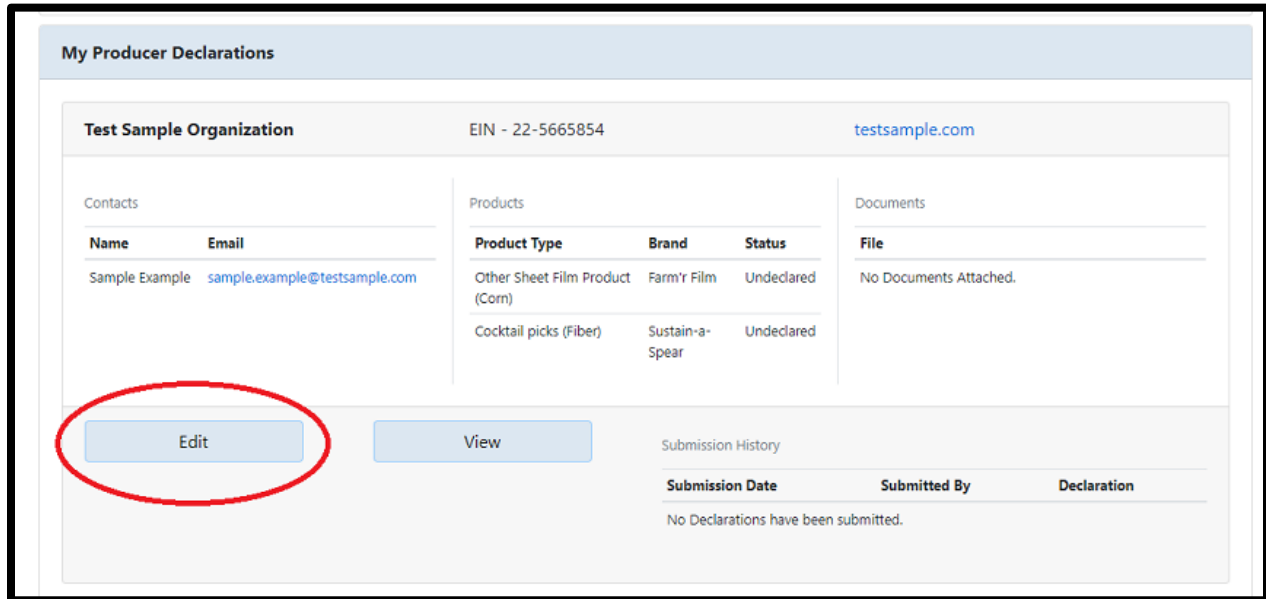 My Producer Declarations
Test Sample Organization EIN - 22-5665854 testsample.com
Contacts Products Documents
Name Email Product Type Brand Status File
Sample Example sample.example@testsample.com Other Sheet Film Product Farm'r Film Undeclared No Documents Attached.
(Corn)
Cocktail picks (Fiber) Sustain-a- Undeclared
Spear
Edit View Submission History
Submission Date Submitted By Declaration
No Declarations have been submitted.